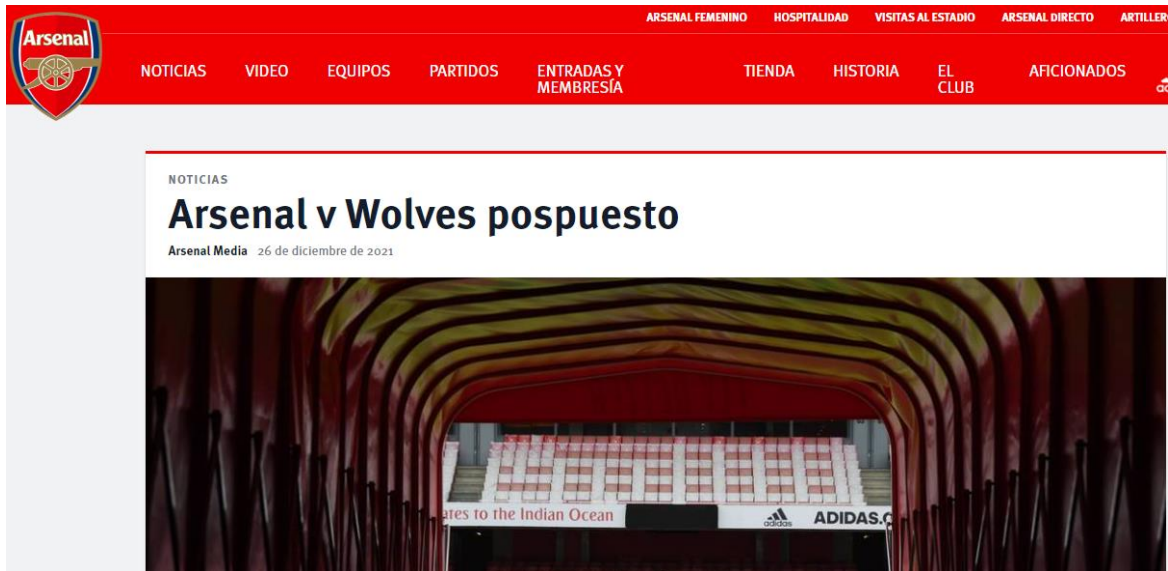 ARSENAL FEMENINO HOSPITALIDAD VISITAS AL ESTADIO ARSENAL DIRECTO
Arsenal
NOTICIAS VIDEO EQUIPOS PARTIDOS ENTRADAS Y TIENDA HISTORIA EL AFICIONADOS
MEMBRESÍA CLUB
NOTICIAS
Arsenal v Wolves pospuesto
Arsenal Media 26 de diciembre de 2021
to the Indian Ocean
adidas ADIDAS.C